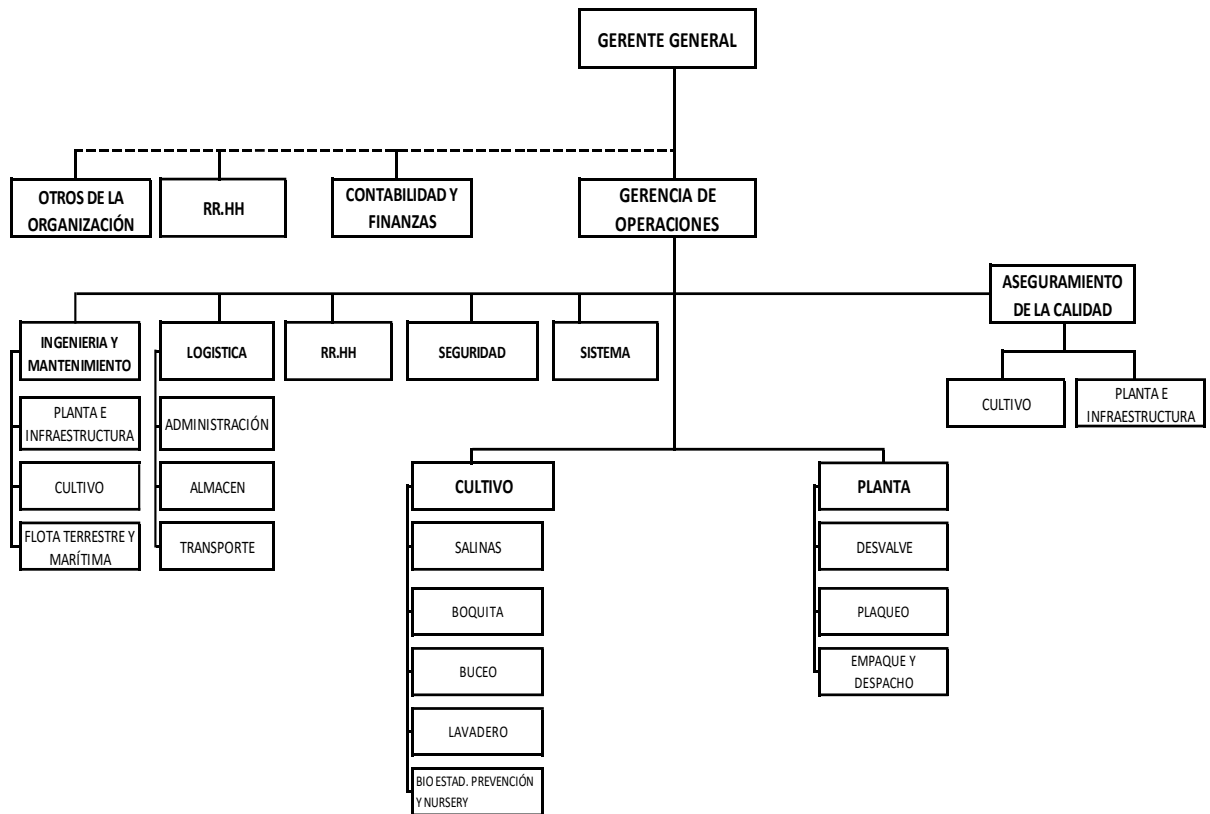 GERENTE GENERAL
OTROS DE LA
ORGANIZACIÓN
RR.HH
CONTABILIDAD Y
FINANZAS
GERENCIA DE
OPERACIONES
ASEGURAMIENTO
DE LA CALIDAD
INGENIERIA Y
MANTENIMIENTO
LOGISTICA
RR.HH
SEGURIDAD
SISTEMA
CULTIVO
PLANTA E
INFRAESTRUCTURA
PLANTA E
INFRAESTRUCTURA
ADMINISTRACIÓN
CULTIVO
ALMACEN
FLOTA TERRESTRE Y
MARÍTIMA
TRANSPORTE
CULTIVO
SALINAS
BOQUITA
BUCEO
LAVADERO
BIO ESTAD. PREVENCIÓN
Y NURSERY
PLANTA
DESVALVE
PLAQUEO
EMPAQUE Y
DESPACHO